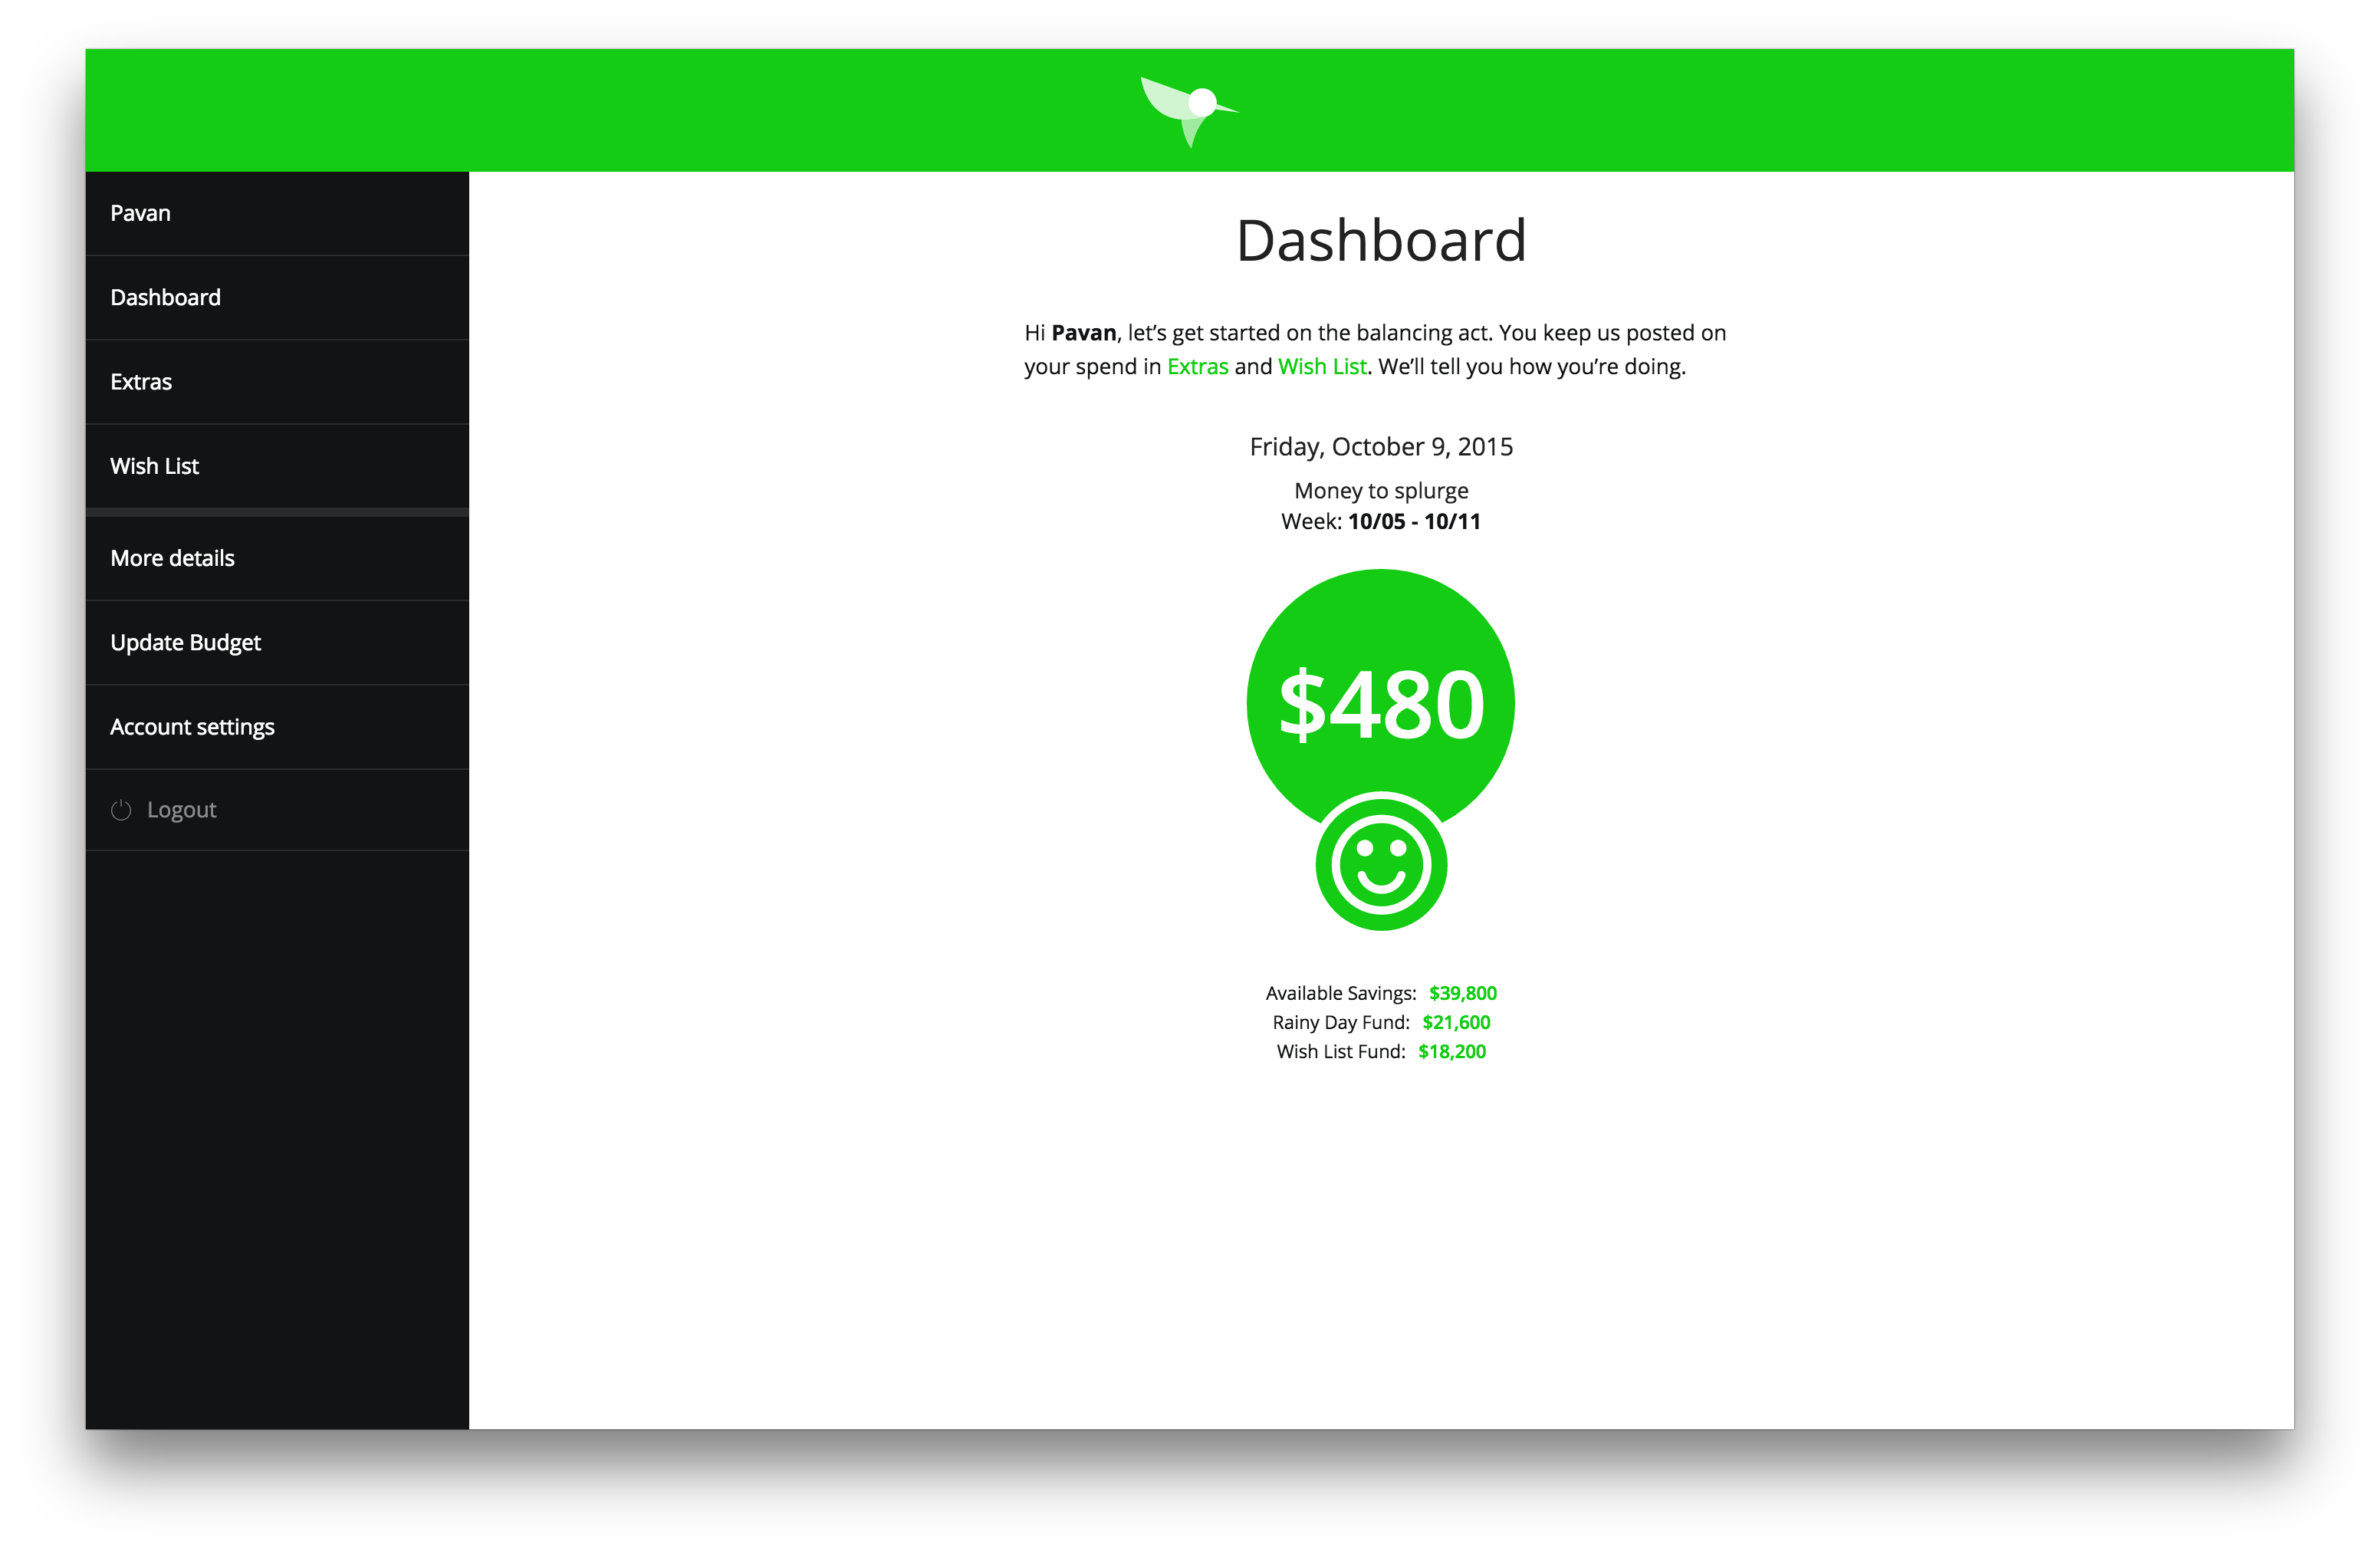 Pavan
Dashboard
Extras
Wish List
More details
Update Budget
Account settings
Logout
Dashboard
Hi Pavan, let’s get started on the balancing act. You keep us posted on
your spend in Extras and Wish List. We’ll tell you how you’re doing.
Friday, October 9, 2015
Money to splurge
Week: 10/05 - 10/11
$480
Available Savings: $39,800
Rainy Day Fund: $21,600
Wish List Fund: $18,200